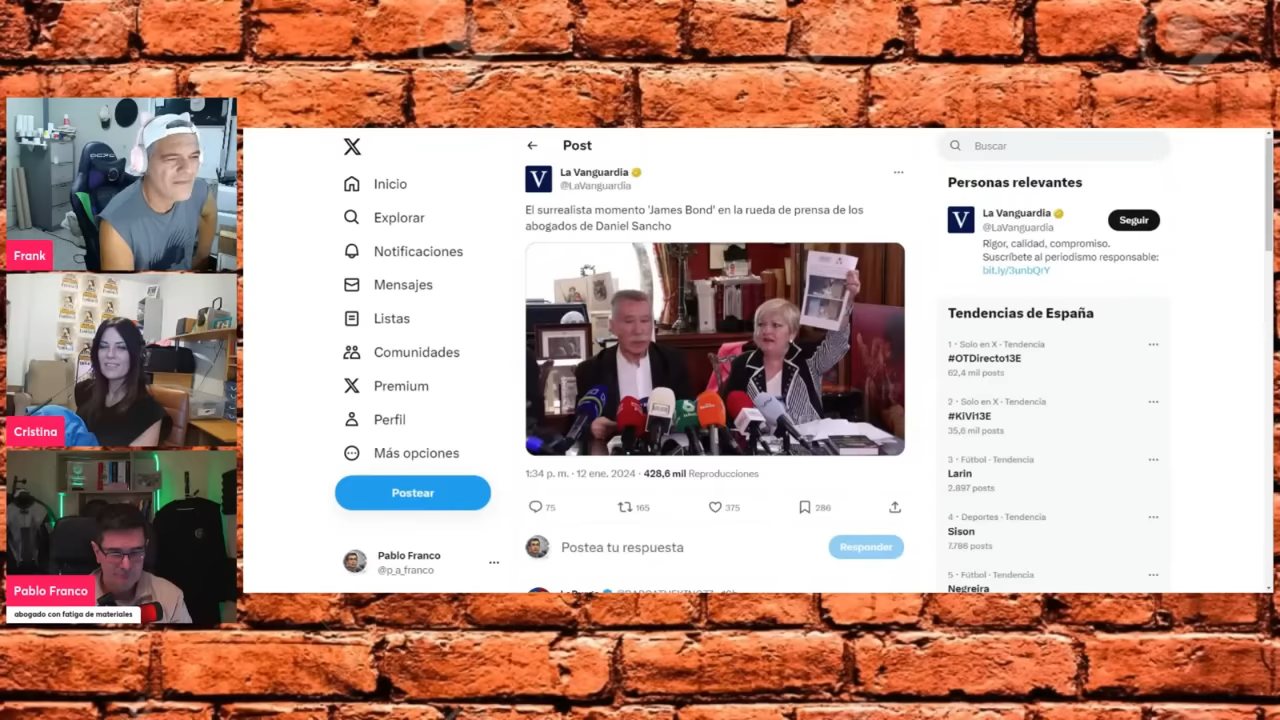 Frank
Cristina
Pablo Franco
abogado con fatiga de materiales
X
Inicio
Explorar
Notificaciones
Mensajes
Listas
Comunidades
Premium
Perfil
Más opciones
Postear
Pablo Franco
@p_a_franco
Post
V
La Vanguardia
@LaVanguardia
El surrealista momento 'James Bond' en la rueda de prensa de los
abogados de Daniel Sancho
1:34 p. m. · 12 ene. 2024 · 428,6 mil Reproducciones
75
165
375
286
Postea tu respuesta
Responder
Buscar
Personas relevantes
V
La Vanguardia
@LaVanguardia
Seguir
Rigor, calidad, compromiso.
Suscríbete al periodismo responsable:
bit.ly/3unbQrY
Tendencias de España
1 · Solo en X · Tendencia
#OTDirecto13E
62,4 mil posts
2 · Solo en X · Tendencia
#KiVi13E
35,6 mil posts
3 · Fútbol · Tendencia
Larin
2.897 posts
4 · Deportes · Tendencia
Sison
7.786 posts
5 · Fútbol · Tendencia
Negreira